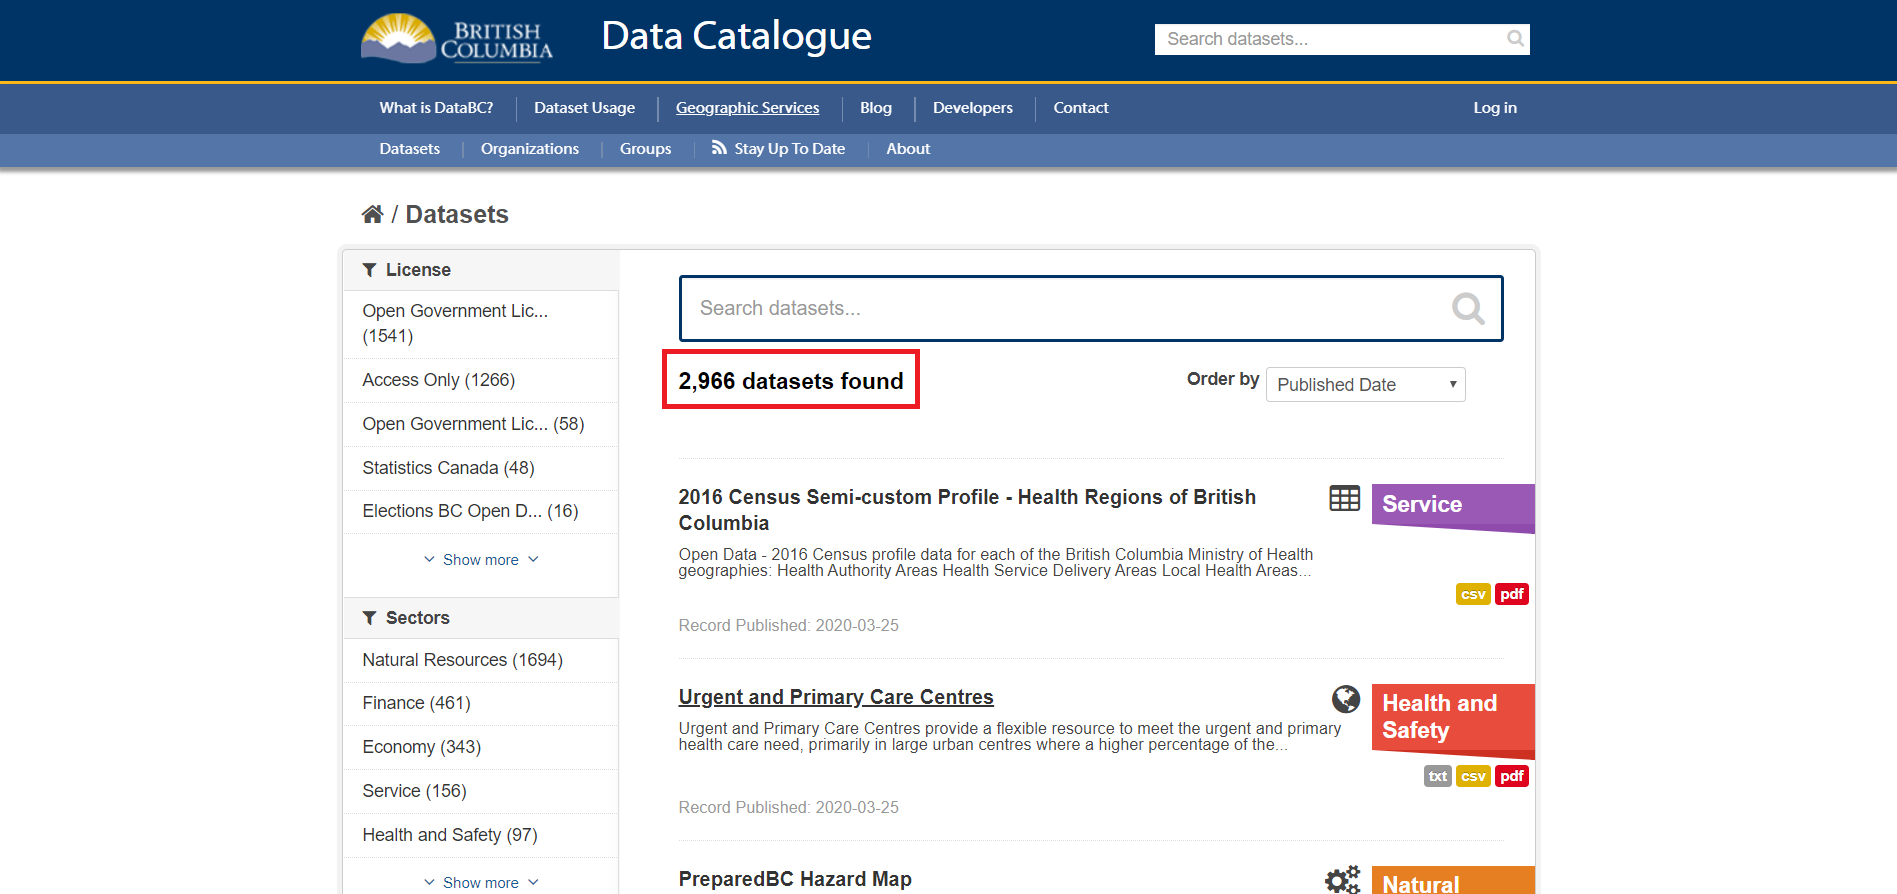 BRITISH
COLUMBIA
Data Catalogue
Search datasets...
What is DataBC?
Dataset Usage
Geographic Services
Blog
Developers
Contact
Log in
Datasets
Organizations
Groups
Stay Up To Date
About
/ Datasets
License
Open Government Lic...
(1541)
Access Only (1266)
Open Government Lic... (58)
Statistics Canada (48)
Elections BC Open D... (16)
Show more
Sectors
Natural Resources (1694)
Finance (461)
Economy (343)
Service (156)
Health and Safety (97)
Show more
Search datasets...
2,966 datasets found
Order by
Published Date
2016 Census Semi-custom Profile - Health Regions of British
Columbia
Service
Open Data - 2016 Census profile data for each of the British Columbia Ministry of Health
geographies: Health Authority Areas Health Service Delivery Areas Local Health Areas...
csv
pdf
Record Published: 2020-03-25
Urgent and Primary Care Centres
Health and
Safety
Urgent and Primary Care Centres provide a flexible resource to meet the urgent and primary
health care need, primarily in large urban centres where a higher percentage of the...
txt
csv
pdf
Record Published: 2020-03-25
PreparedBC Hazard Map
Natural